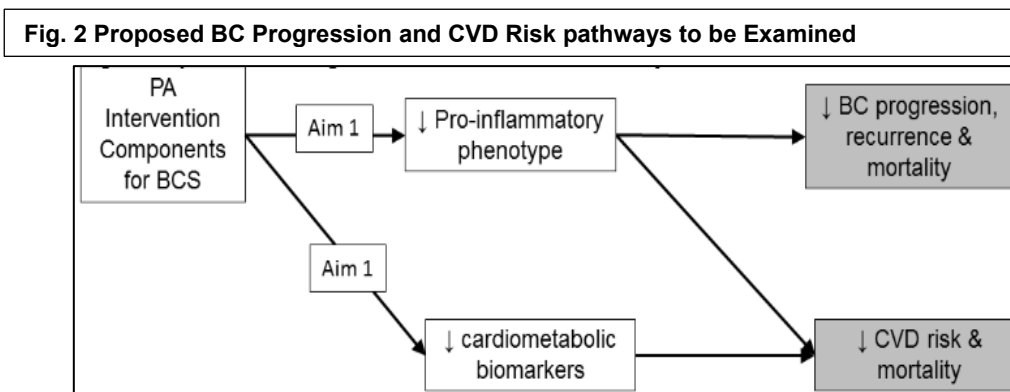 Fig. 2 Proposed BC Progression and CVD Risk pathways to be Examined
PA
Intervention
Components
for BCS
Aim 1
↓ Pro-inflammatory
phenotype
↓ BC progression,
recurrence &
mortality
Aim 1
↓ cardiometabolic
biomarkers
↓ CVD risk &
mortality